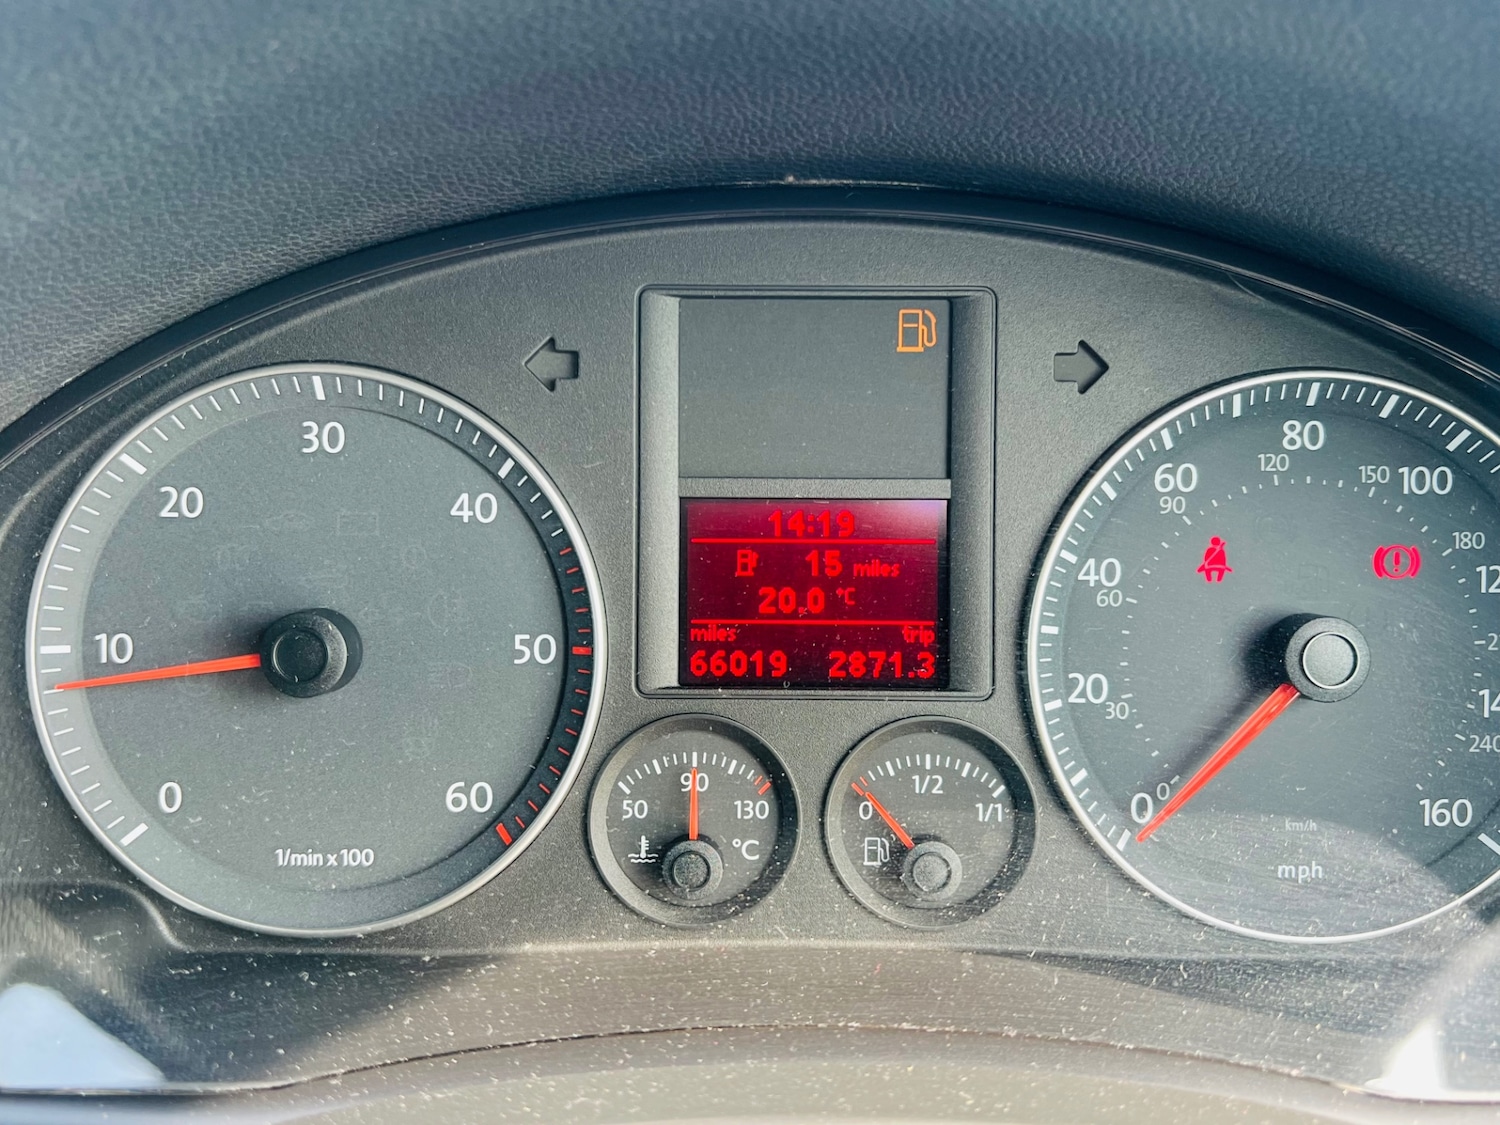 0
10
20
30
40
50
60
1/min x 100
14:19
15 miles
20.0 °C
miles trip
66019 2871.3
50 90 130
°C
0 1/2 1/1
0 20 40 60 80 100
160
0 30 60 90 120 150 180
240
km/h
mph